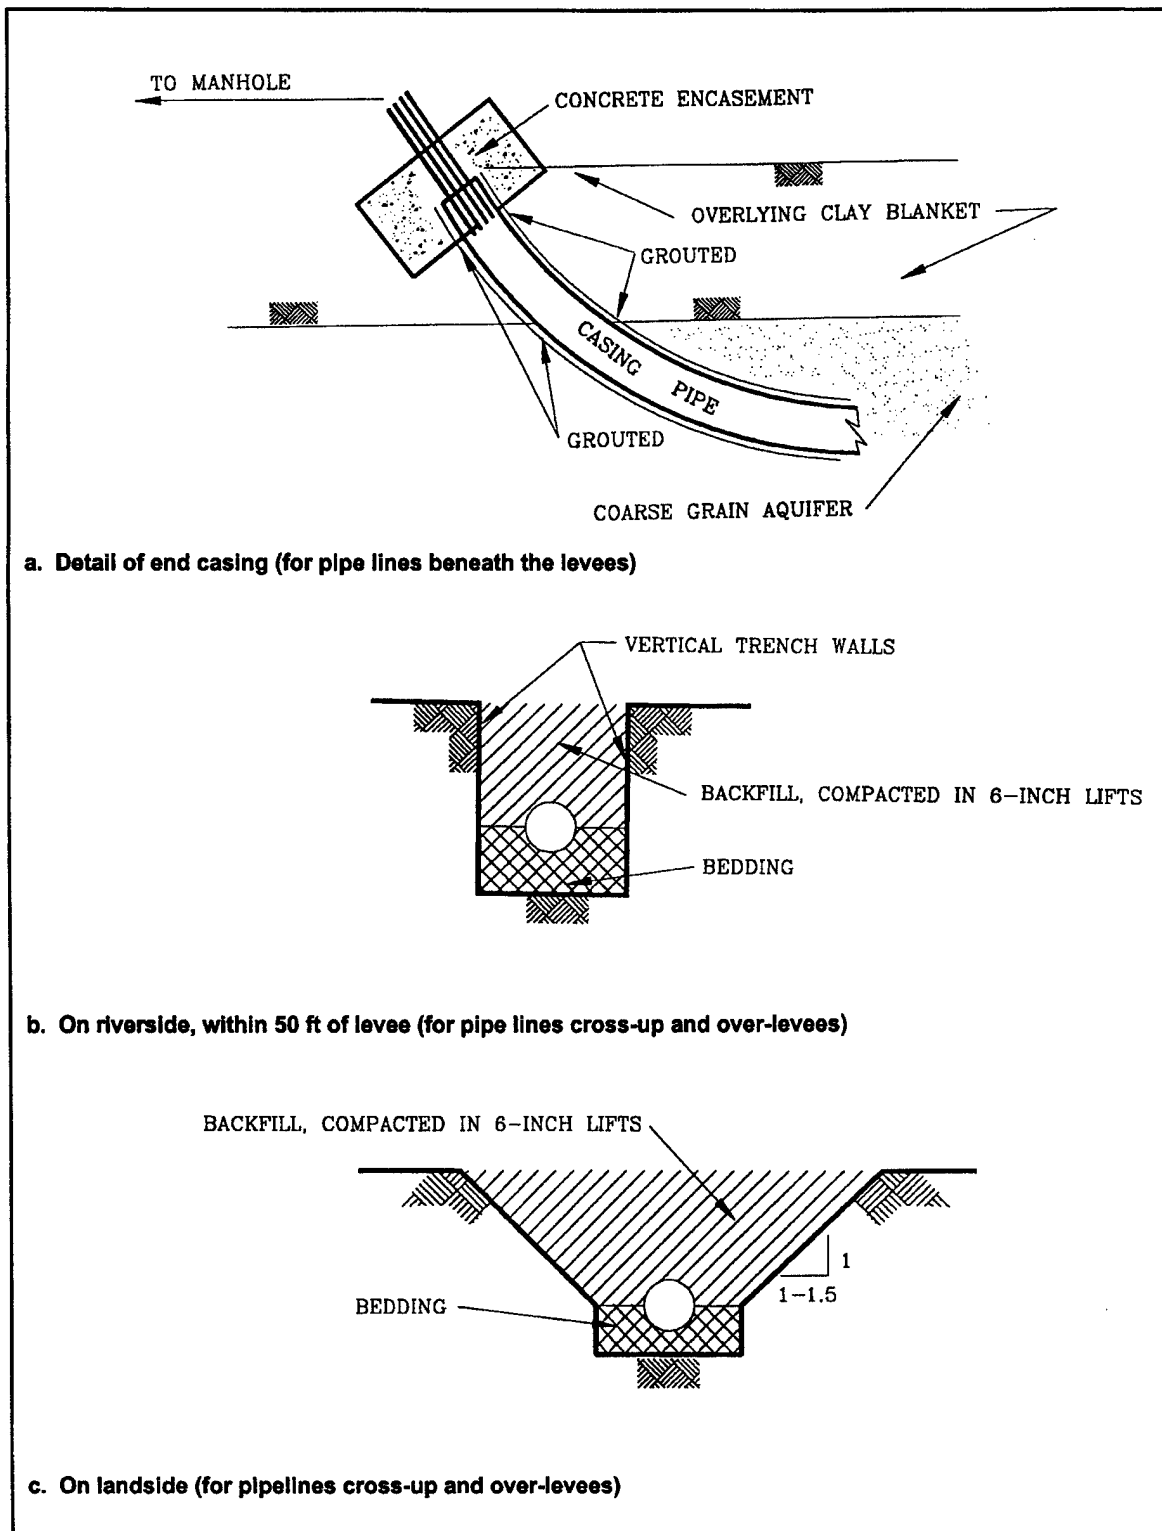 TO MANHOLE
CONCRETE ENCASEMENT
OVERLYING CLAY BLANKET
GROUTED
CASING PIPE
GROUTED
COARSE GRAIN AQUIFER
a. Detail of end casing (for pipe lines beneath the levees)
VERTICAL TRENCH WALLS
BACKFILL, COMPACTED IN 6-INCH LIFTS
BEDDING
b. On riverside, within 50 ft of levee (for pipe lines cross-up and over-levees)
BACKFILL, COMPACTED IN 6-INCH LIFTS
1
1-1.5
BEDDING
c. On landside (for pipelines cross-up and over-levees)